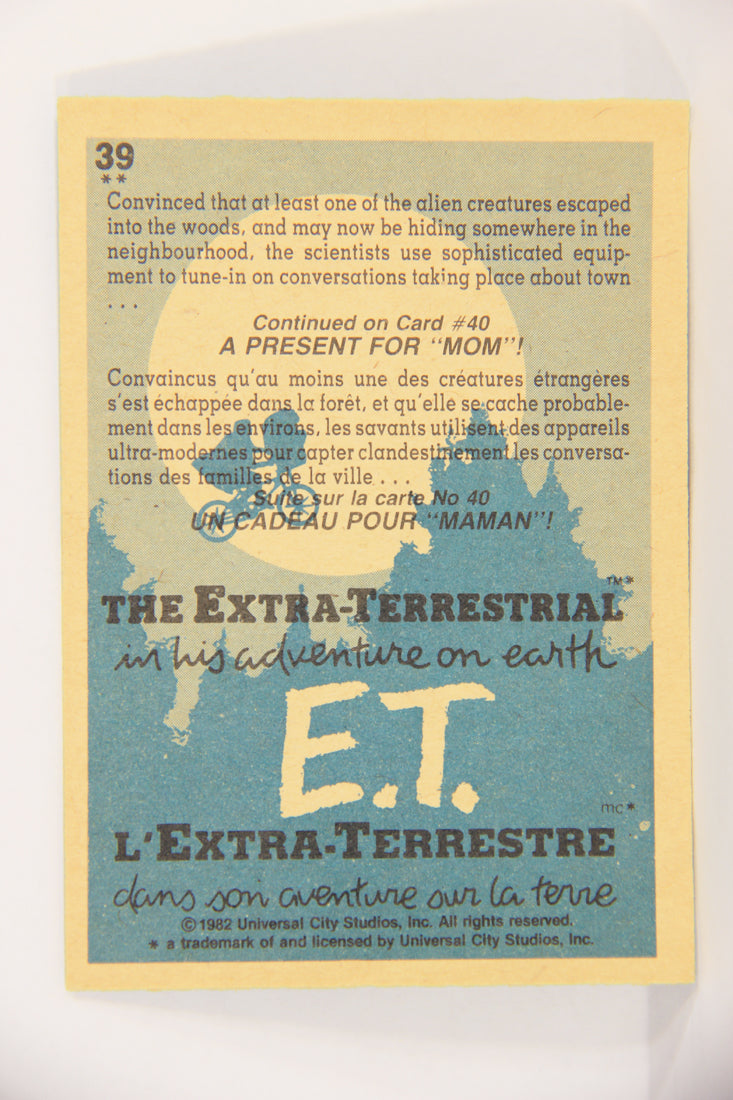 39
**
Convinced that at least one of the alien creatures escaped
into the woods, and may now be hiding somewhere in the
neighbourhood, the scientists use sophisticated equip-
ment to tune-in on conversations taking place about town
. . .
Continued on Card #40
A PRESENT FOR "MOM"!
Convaincus qu'au moins une des créatures étrangères
s'est échappée dans la forêt, et qu'elle se cache probable-
ment dans les environs, les savants utilisent des appareils
ultra-modernes pour capter clandestinement les conversa-
tions des familles de la ville . . .
Suite sur la carte No 40
UN CADEAU POUR "MAMAN"!
THE EXTRA-TERRESTRIAL™*
in his adventure on earth
E.T.
mc*
L'EXTRA-TERRESTRE
dans son aventure sur la terre
©1982 Universal City Studios, Inc. All rights reserved.
* a trademark of and licensed by Universal City Studios, Inc.